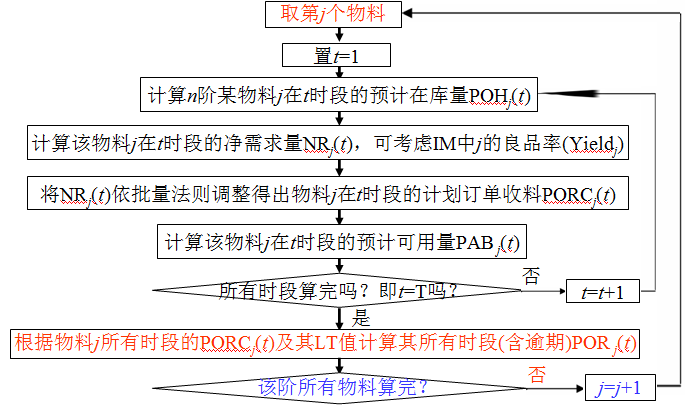 取第j个物料
置t=1
计算n阶某物料j在t时段的预计在库量POHj(t)
计算该物料j在t时段的净需求量NRj(t)，可考虑IM中j的良品率(Yieldj)
将NRj(t)依批量法则调整得出物料j在t时段的计划订单收料PORCj(t)
计算该物料j在t时段的预计可用量PABj(t)
所有时段算完吗？即t=T吗？
否
t=t+1
是
根据物料j所有时段的PORCj(t)及其LT值计算其所有时段(含逾期)PORj(t)
该阶所有物料算完？
否
j=j+1